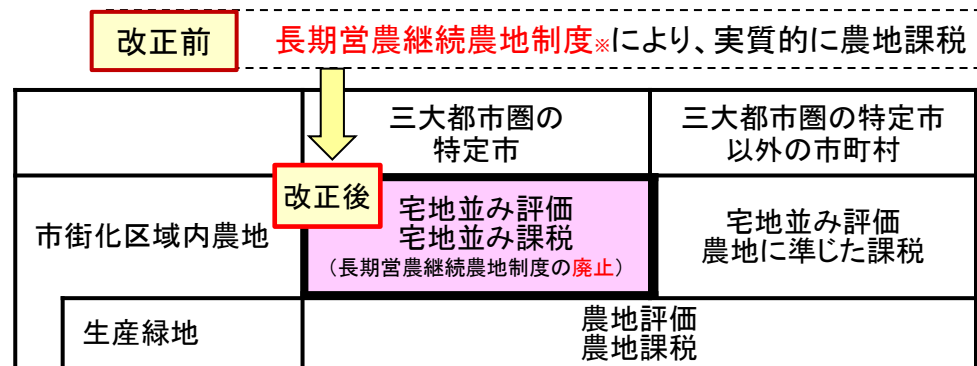 改正前
長期営農継続農地制度※により、実質的に農地課税
三大都市圏の
特定市
三大都市圏の特定市
以外の市町村
改正後
市街化区域内農地
宅地並み評価
宅地並み課税
（長期営農継続農地制度の廃止）
宅地並み評価
農地に準じた課税
生産緑地
農地評価
農地課税